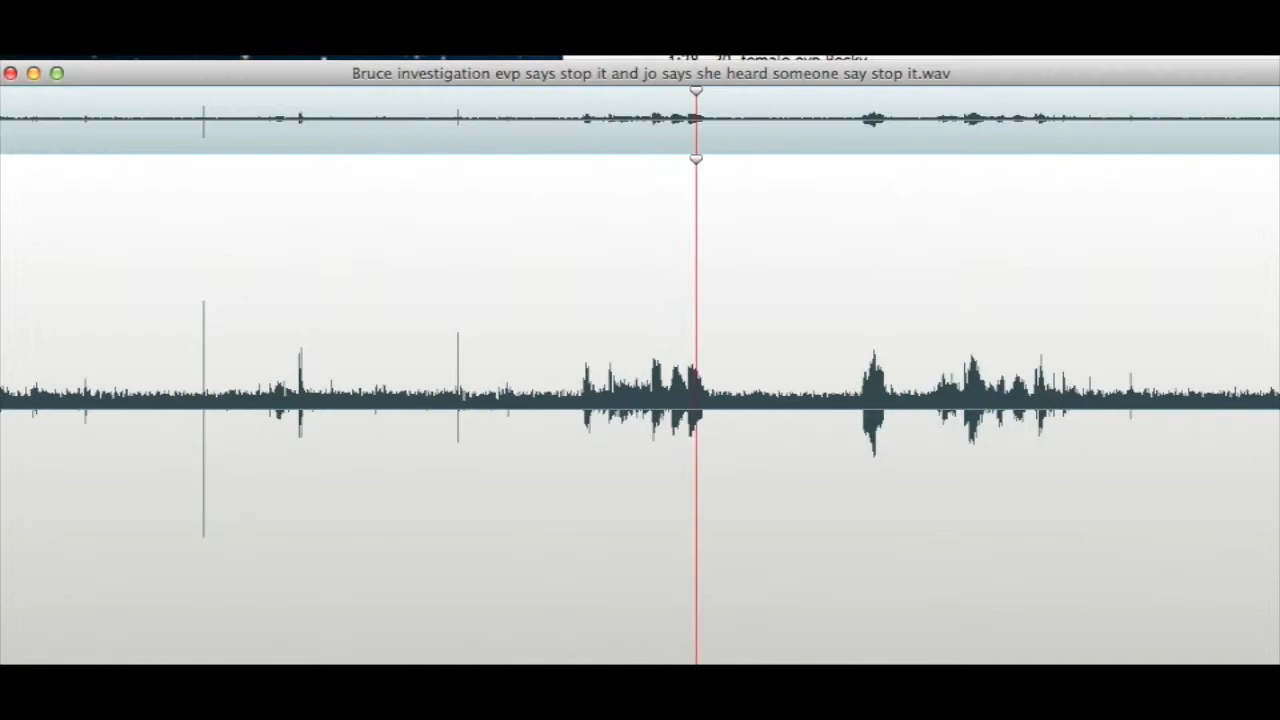 Bruce investigation evp says stop it and jo says she heard someone say stop it.wav